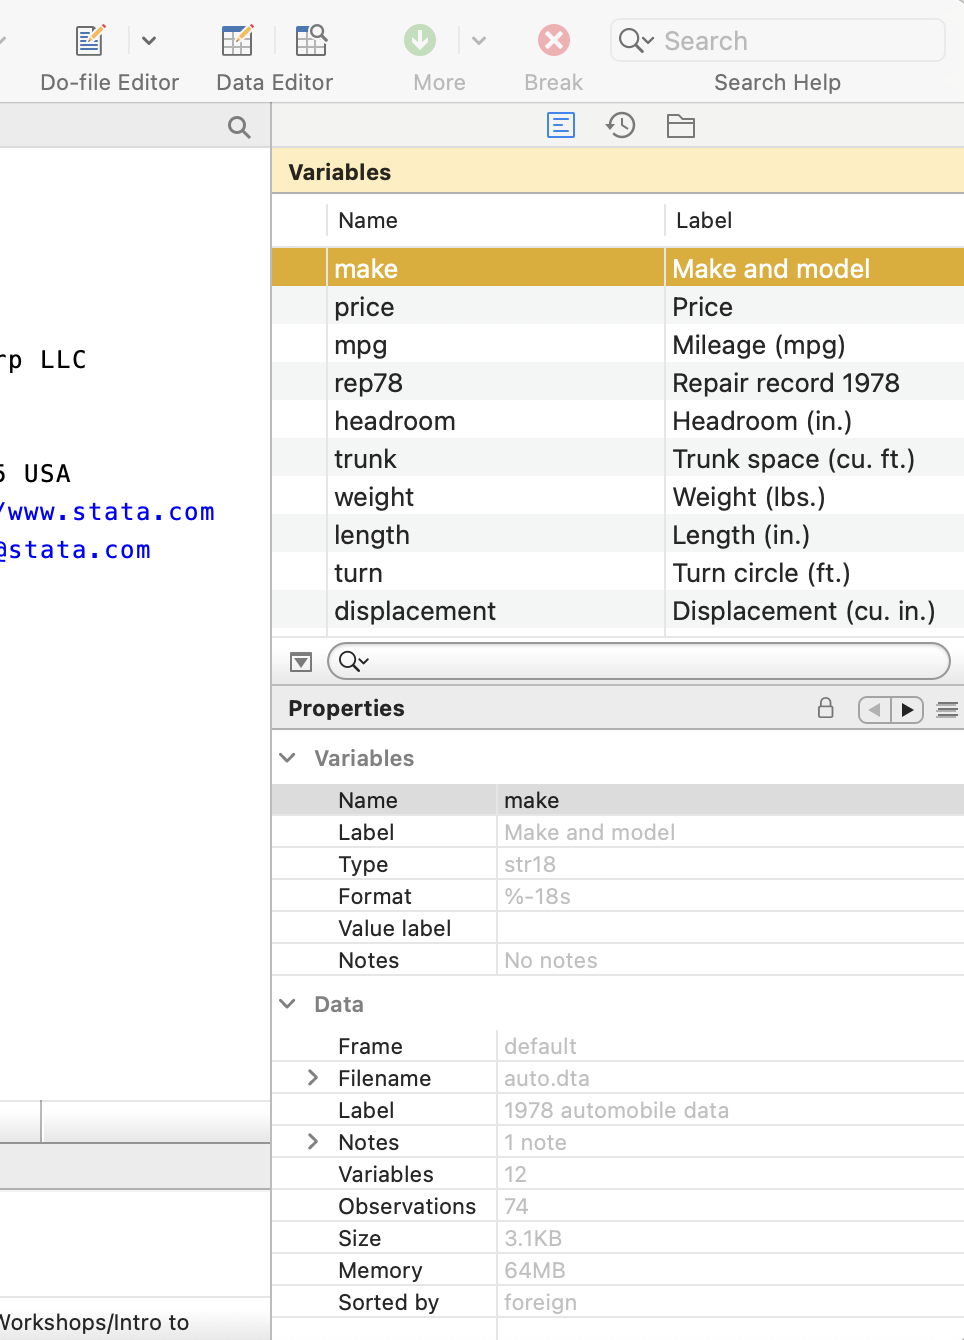 Do-file Editor Data Editor More Break Search
Search Help
Variables
Name Label
make Make and model
price Price
mpg Mileage (mpg)
rep78 Repair record 1978
headroom Headroom (in.)
trunk Trunk space (cu. ft.)
weight Weight (lbs.)
length Length (in.)
turn Turn circle (ft.)
displacement Displacement (cu. in.)
rp LLC
5 USA
/www.stata.com
@stata.com
Properties
Variables
Name make
Label Make and model
Type str18
Format %-18s
Value label
Notes No notes
Data
Frame default
Filename auto.dta
Label 1978 automobile data
Notes 1 note
Variables 12
Observations 74
Size 3.1KB
Memory 64MB
Sorted by foreign
Workshops/Intro to